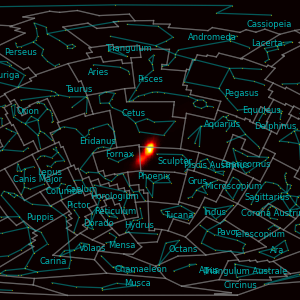 Cassiopeia
Andromeda
Lacerta
Perseus
Triangulum
Aries
Pisces
uriga
Taurus
Pegasus
Orion
Cetus
Equuleus
Aquarius
Delphinus
Eridanus
Fornax
Sculptor
Piscis Austrinus
Capricornus
Lepus
Canis Major
Phoenix
Grus
Microscopium
Columba
Caelum
Horologium
Sagittarius
Pictor
Reticulum
Tucana
Indus
Corona Austra
Puppis
Dorado
Hydrus
Pavo
Telescopium
Volans
Mensa
Octans
Ara
Carina
Chamaeleon
Apus
Triangulum Australe
Musca
Circinus